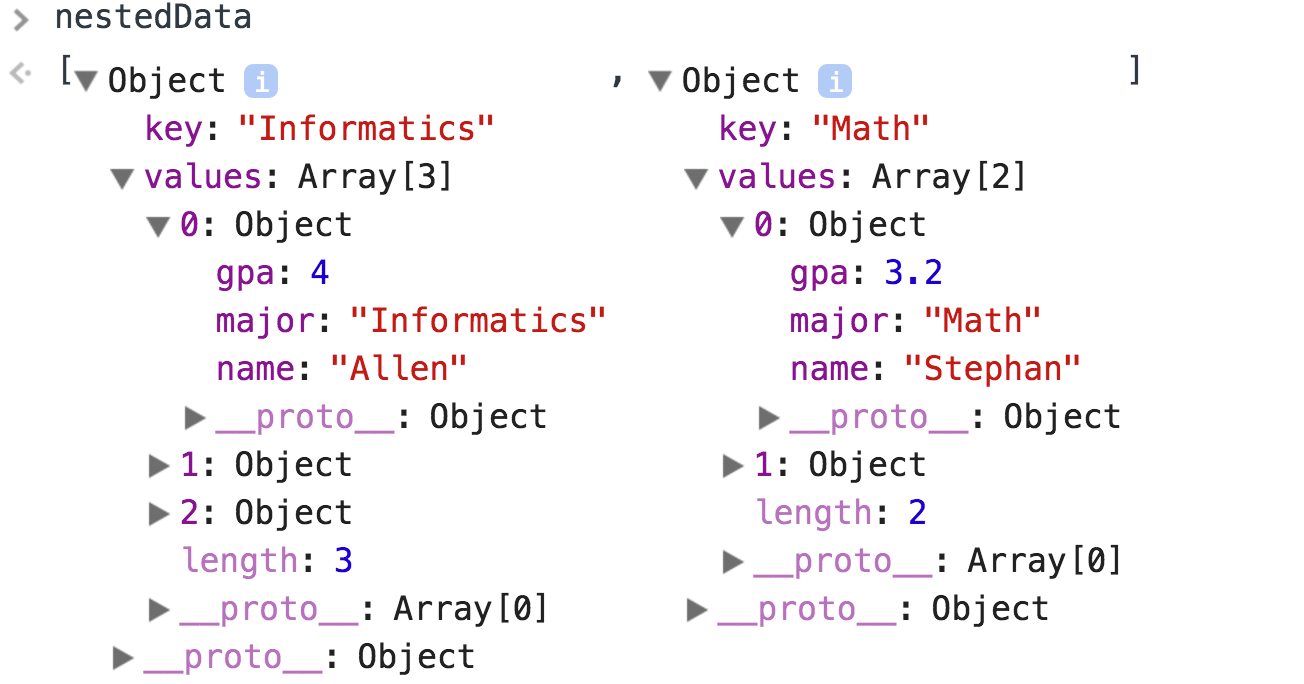 > nestedData
[▼Object i , ▼Object i ]
key: "Informatics"
▼values: Array[3]
▼0: Object
gpa: 4
major: "Informatics"
name: "Allen"
▶__proto__: Object
▶1: Object
▶2: Object
length: 3
▶__proto__: Array[0]
▶__proto__: Object
key: "Math"
▼values: Array[2]
▼0: Object
gpa: 3.2
major: "Math"
name: "Stephan"
▶__proto__: Object
▶1: Object
length: 2
▶__proto__: Array[0]
▶__proto__: Object